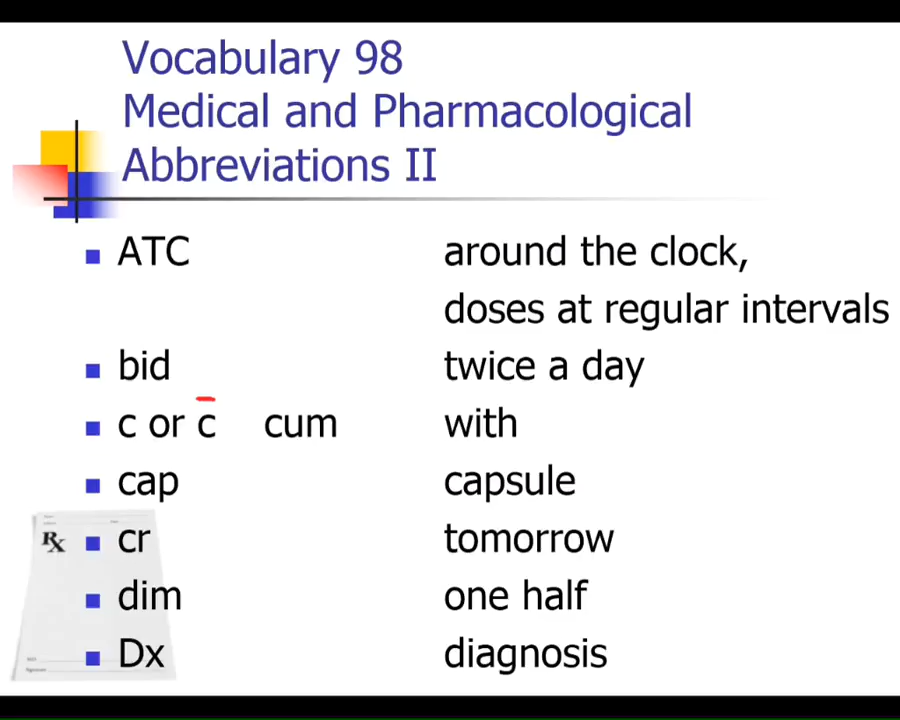 Vocabulary 98
Medical and Pharmacological
Abbreviations II
ATC around the clock,
doses at regular intervals
bid twice a day
c or c̅ cum with
cap capsule
Rx cr tomorrow
dim one half
Dx diagnosis